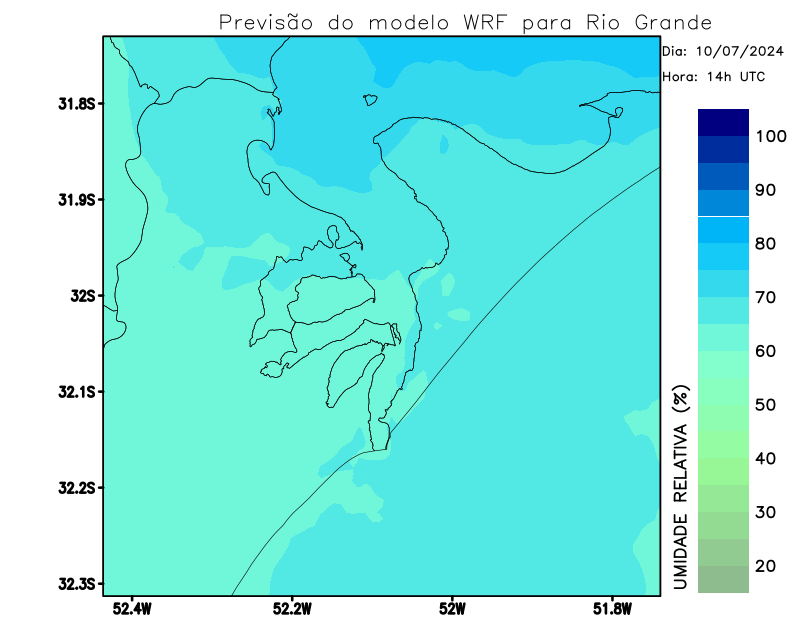 Previsão do modelo WRF para Rio Grande
Dia: 10/07/2024
Hora: 14h UTC
31.8S
31.9S
32S
32.1S
32.2S
32.3S
52.4W
52.2W
52W
51.8W
100
90
80
70
60
50
40
30
20
UMIDADE RELATIVA (%)